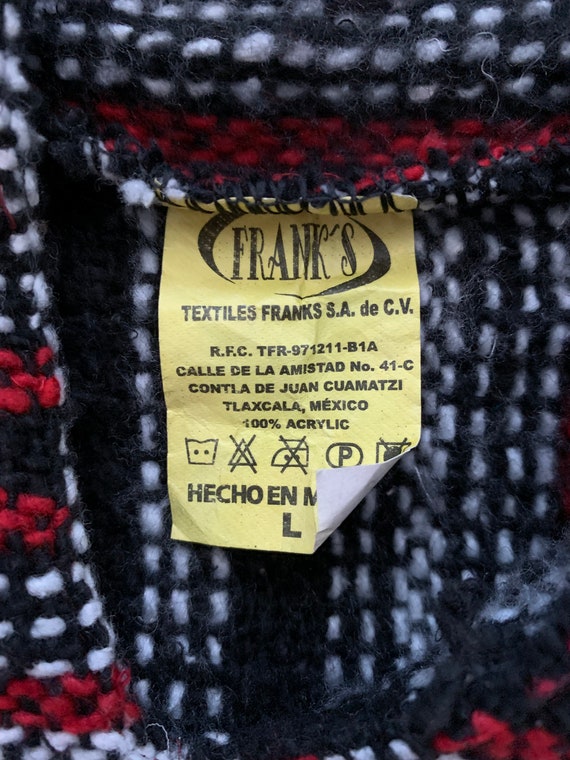 FRANK´S
TEXTILES FRANKS S.A. de C.V.
R.F.C. TFR-971211-B1A
CALLE DE LA AMISTAD No. 41-C
CONTLA DE JUAN CUAMATZI
TLAXCALA, MÉXICO
100% ACRYLIC
P
HECHO EN
L